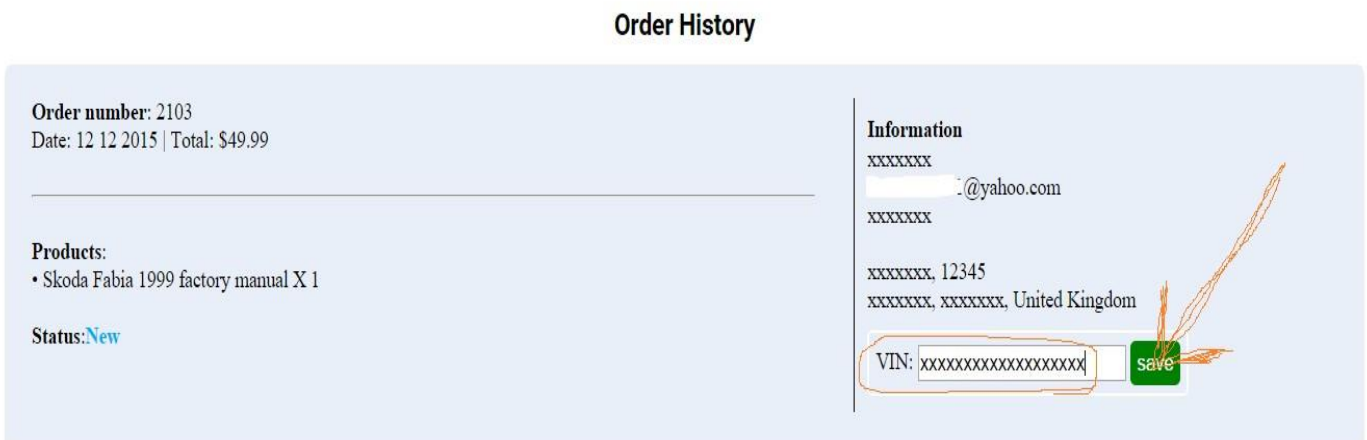 Order History
Order number: 2103
Date: 12 12 2015 | Total: $49.99
Products:
• Skoda Fabia 1999 factory manual X 1
Status:New
Information
xxxxxxx
@yahoo.com
xxxxxxx
xxxxxxx, 12345
xxxxxxx, xxxxxxx, United Kingdom
VIN: xxxxxxxxxxxxxxxxxxx save